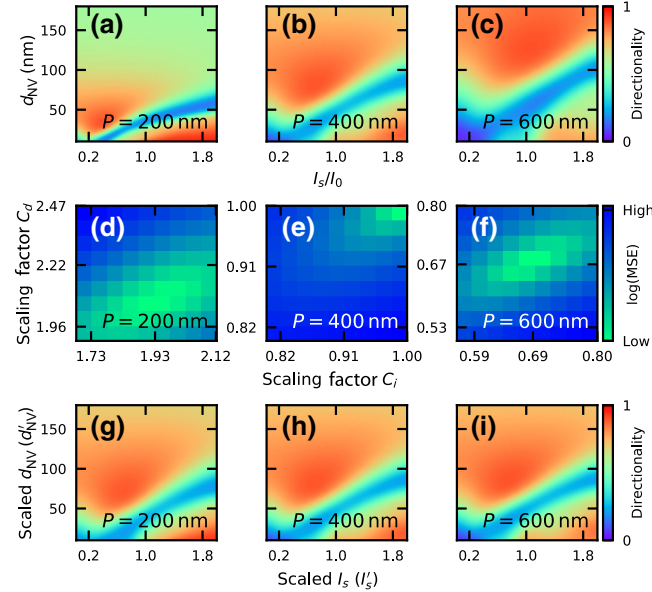 (a) (b) (c)
d_NV (nm)
150
100
50
P = 200 nm P = 400 nm P = 600 nm
0.2 1.0 1.8 0.2 1.0 1.8 0.2 1.0 1.8
I_s/I_0
1
Directionality
0
(d) (e) (f)
Scaling factor C_d
2.47 1.00 0.80 High
2.22 0.91 0.67
1.96 0.82 0.53 Low
log(MSE)
P = 200 nm P = 400 nm P = 600 nm
1.73 1.93 2.12 0.82 0.91 1.00 0.59 0.69 0.80
Scaling factor C_i
(g) (h) (i)
Scaled d_NV (d'_NV)
150
100
50
P = 200 nm P = 400 nm P = 600 nm
0.2 1.0 1.8 0.2 1.0 1.8 0.2 1.0 1.8
Scaled I_s (I'_s)
1
Directionality
0